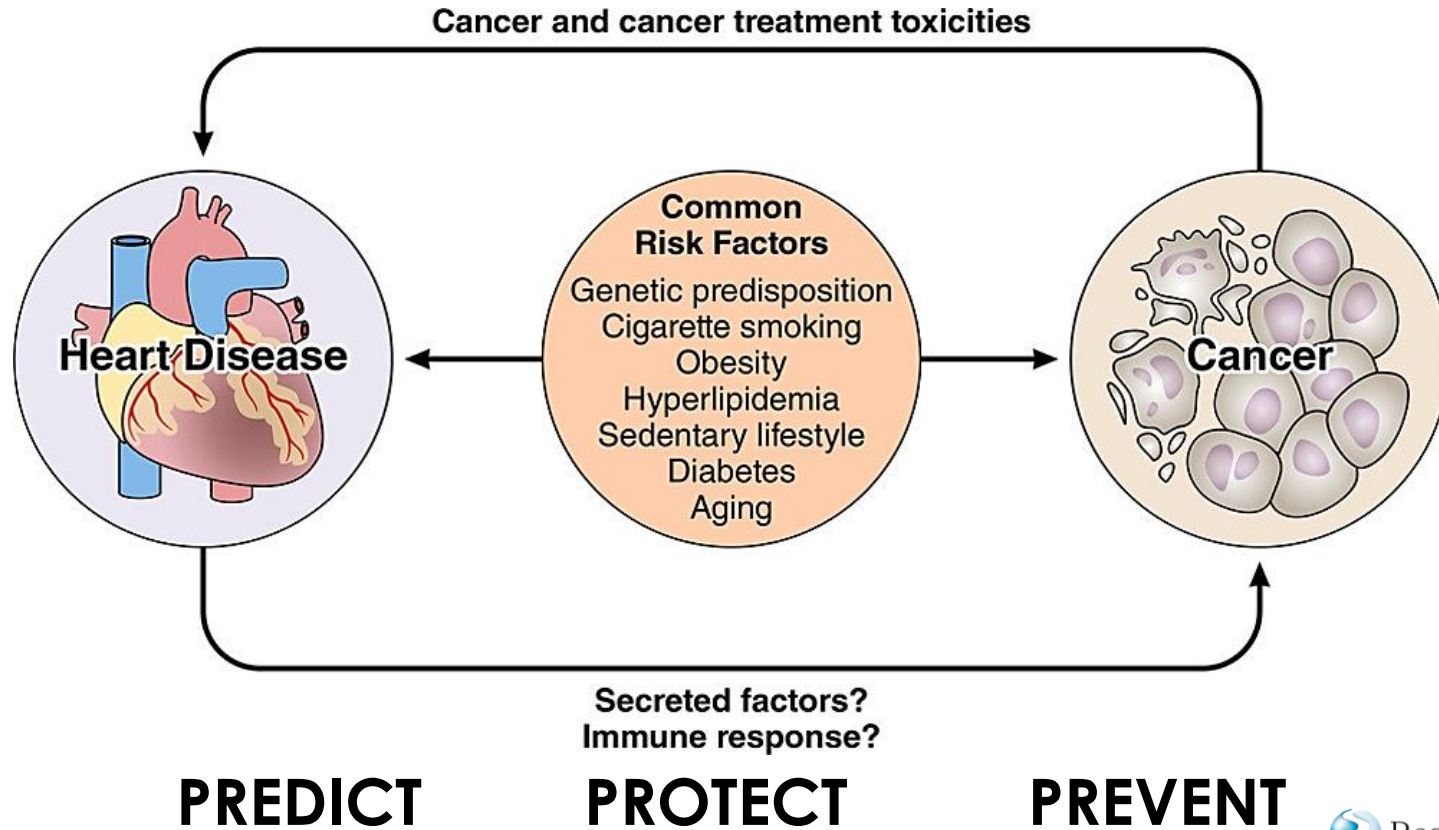 Cancer and cancer treatment toxicities
Common
Risk Factors
Genetic predisposition
Cigarette smoking
Obesity
Hyperlipidemia
Sedentary lifestyle
Diabetes
Aging
Heart Disease
Cancer
Secreted factors?
Immune response?
PREDICT PROTECT PREVENT